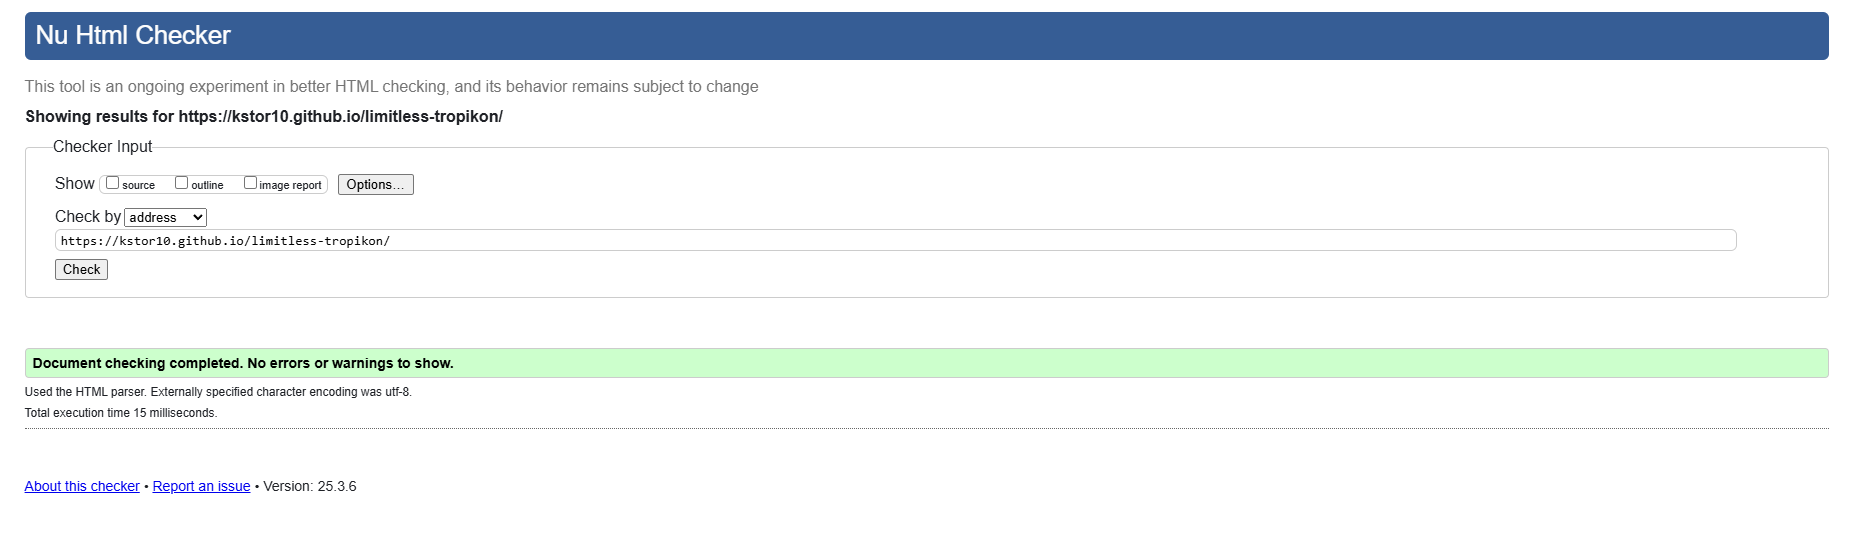 Nu Html Checker
This tool is an ongoing experiment in better HTML checking, and its behavior remains subject to change
Showing results for https://kstor10.github.io/limitless-tropikon/
Checker Input
Show source outline image report Options...
Check by address
https://kstor10.github.io/limitless-tropikon/
Check
Document checking completed. No errors or warnings to show.
Used the HTML parser. Externally specified character encoding was utf-8.
Total execution time 15 milliseconds.
About this checker • Report an issue • Version: 25.3.6